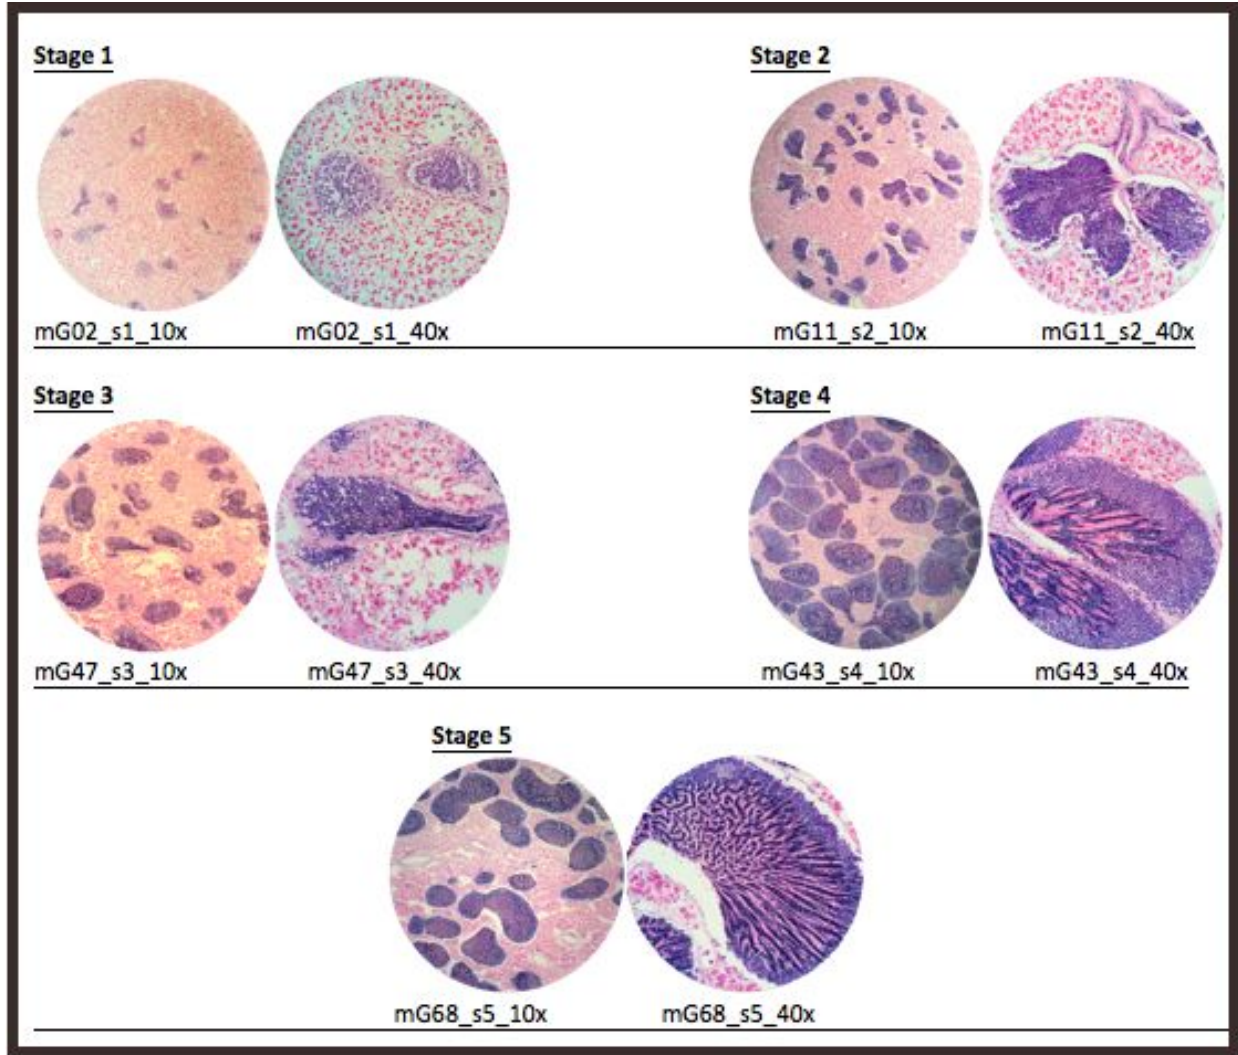 Stage 1
Stage 2
mG02_s1_10x
mG02_s1_40x
mG11_s2_10x
mG11_s2_40x
Stage 3
Stage 4
mG47_s3_10x
mG47_s3_40x
mG43_s4_10x
mG43_s4_40x
Stage 5
mG68_s5_10x
mG68_s5_40x